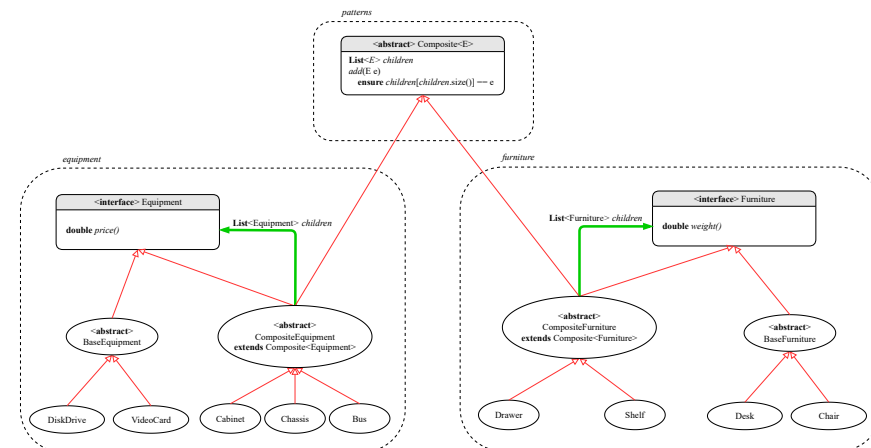 patterns
<abstract> Composite<E>
List<E> children
add(E e)
ensure children[children.size()] == e
equipment
<interface> Equipment
double price()
List<Equipment> children
<abstract>
BaseEquipment
<abstract>
CompositeEquipment
extends Composite<Equipment>
DiskDrive
VideoCard
Cabinet
Chassis
Bus
furniture
<interface> Furniture
double weight()
List<Furniture> children
<abstract>
CompositeFurniture
extends Composite<Furniture>
<abstract>
BaseFurniture
Drawer
Shelf
Desk
Chair